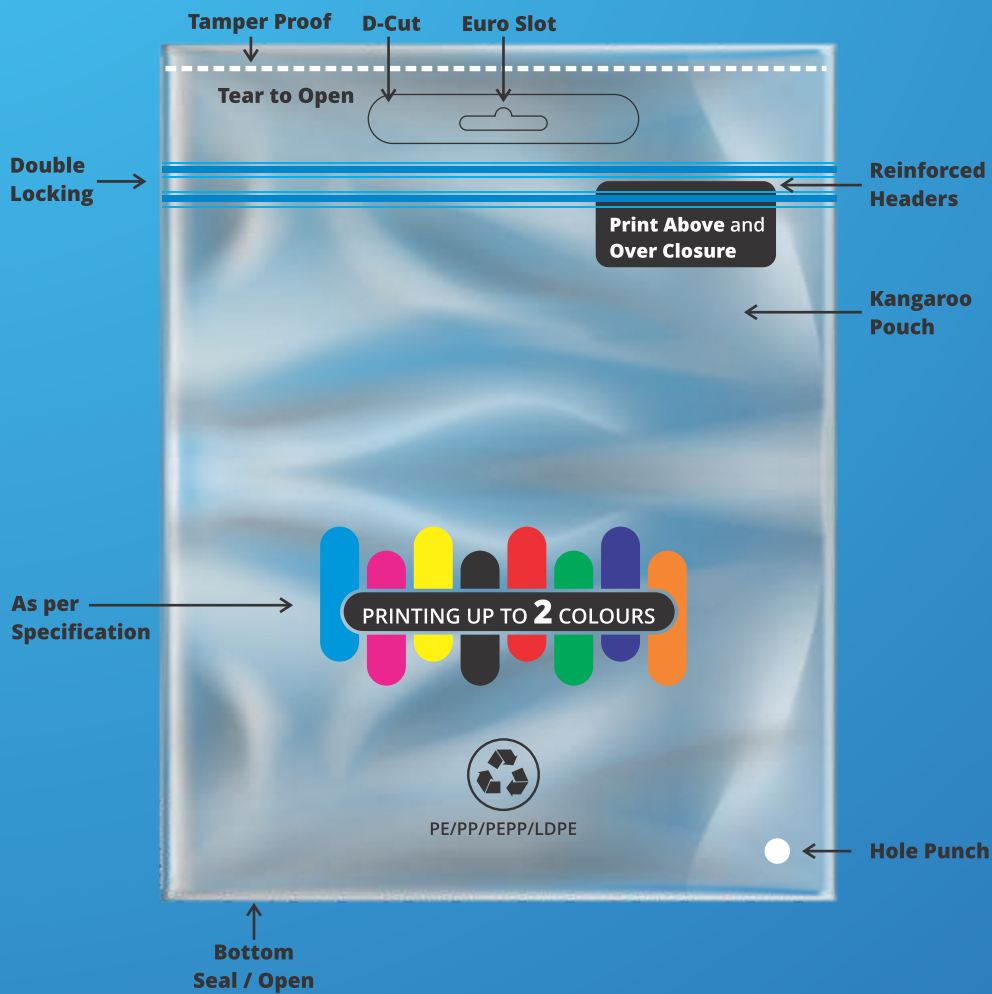 Tamper Proof
D-Cut
Euro Slot
Tear to Open
Double
Locking
Reinforced
Headers
Print Above and
Over Closure
Kangaroo
Pouch
As per
Specification
PRINTING UP TO 2 COLOURS
PE/PP/PEPP/LDPE
Hole Punch
Bottom
Seal / Open